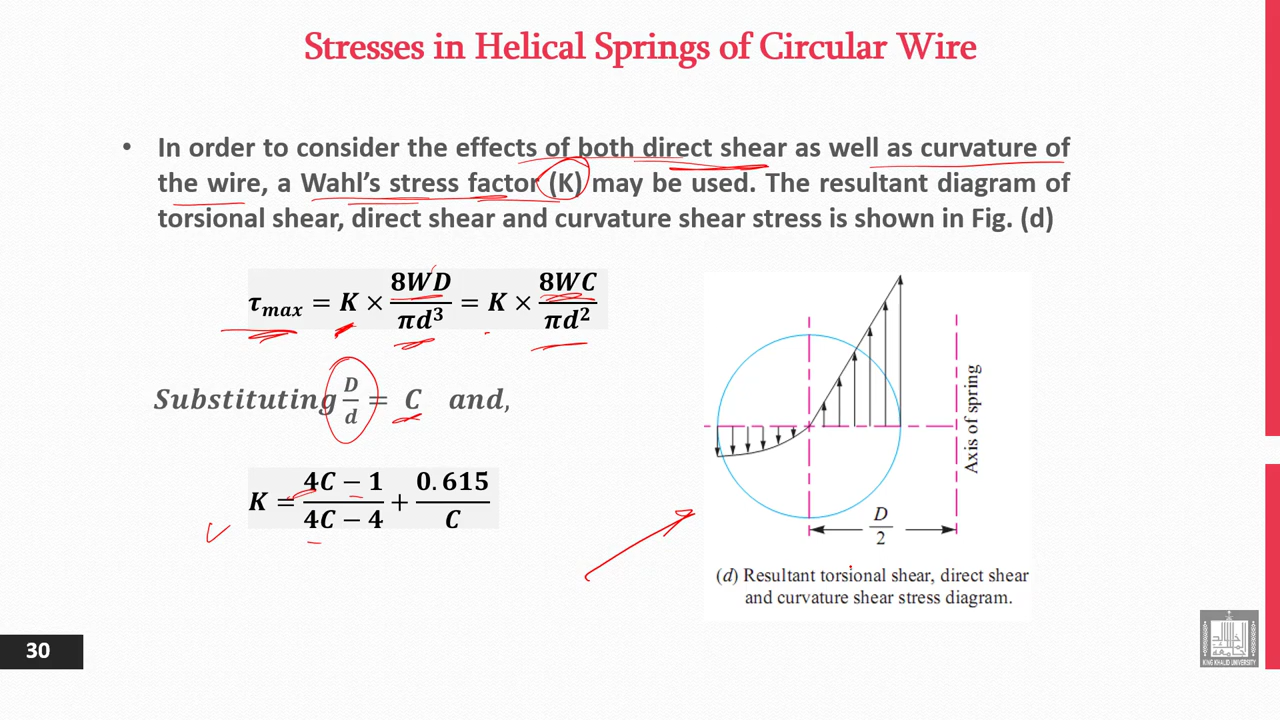 Stresses in Helical Springs of Circular Wire
• In order to consider the effects of both direct shear as well as curvature of
the wire, a Wahl's stress factor (K) may be used. The resultant diagram of
torsional shear, direct shear and curvature shear stress is shown in Fig. (d)
τmax = K × 8WD/πd³ = K × 8WC/πd²
Substituting D/d = C and,
K = 4C − 1/4C − 4 + 0.615/C
Axis of spring
D/2
(d) Resultant torsional shear, direct shear
and curvature shear stress diagram.
30
KING KHALID UNIVERSITY